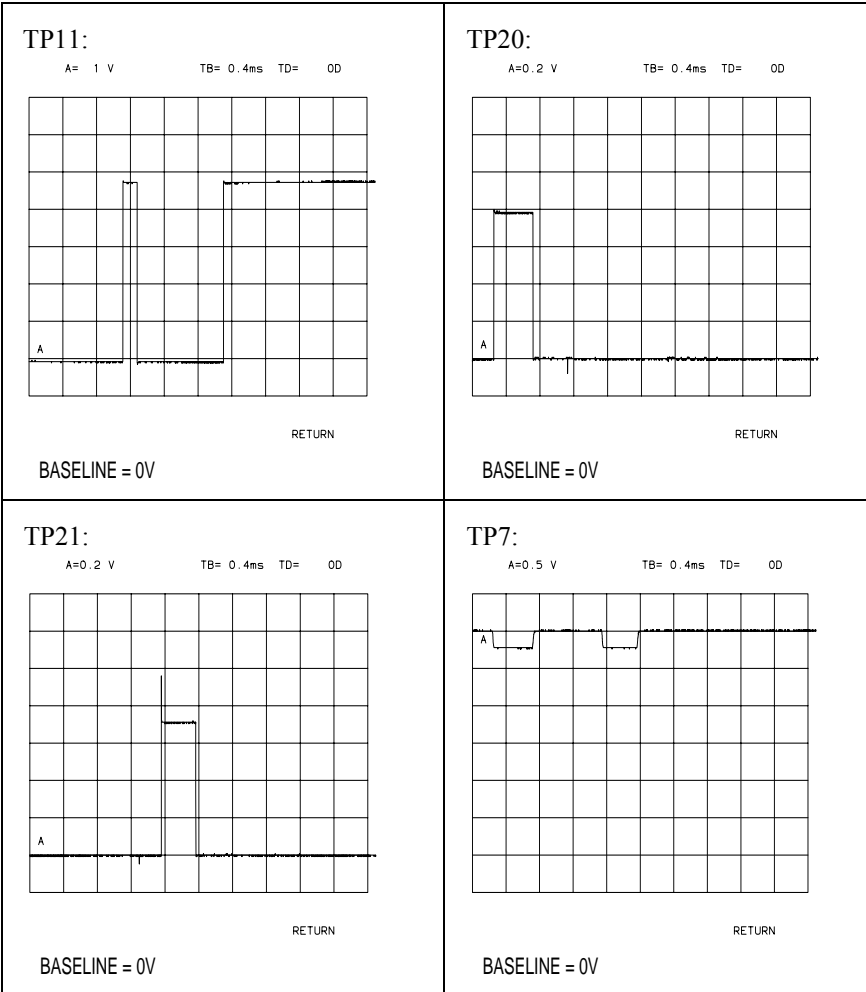 TP11:
A= 1 V TB= 0.4ms TD= 0D
A
RETURN
BASELINE = 0V
TP20:
A=0.2 V TB= 0.4ms TD= 0D
A
RETURN
BASELINE = 0V
TP21:
A=0.2 V TB= 0.4ms TD= 0D
A
RETURN
BASELINE = 0V
TP7:
A=0.5 V TB= 0.4ms TD= 0D
A
RETURN
BASELINE = 0V